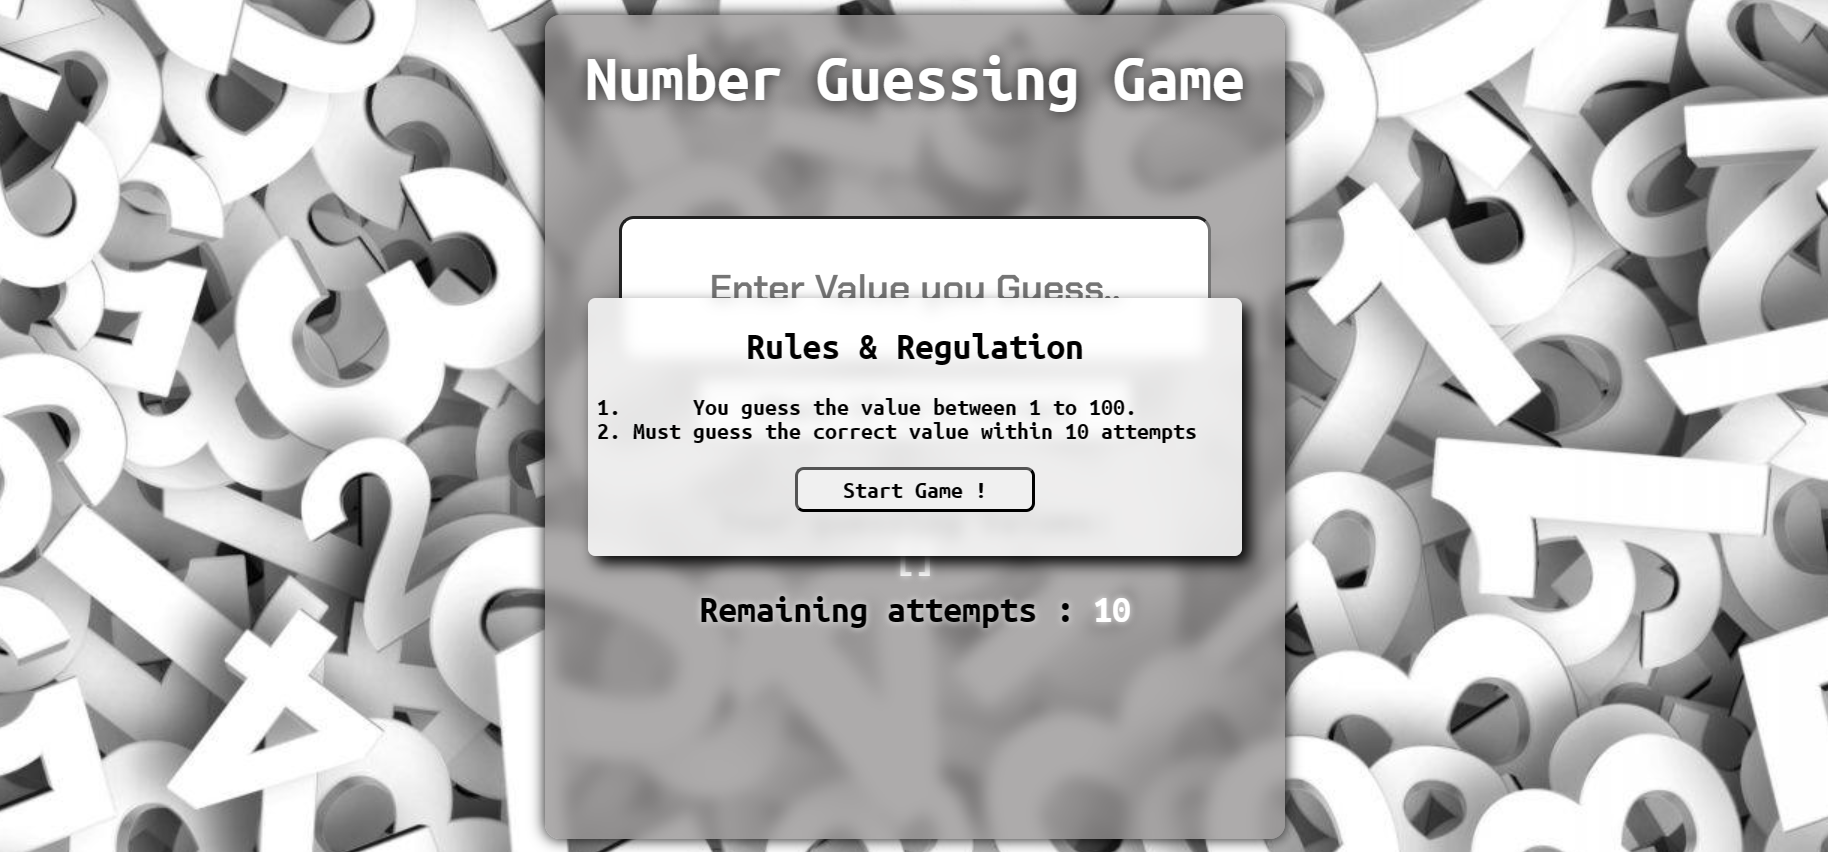 Number Guessing Game
Enter Value you Guess..
Rules & Regulation
1. You guess the value between 1 to 100.
2. Must guess the correct value within 10 attempts
Start Game !
[]
Remaining attempts : 10